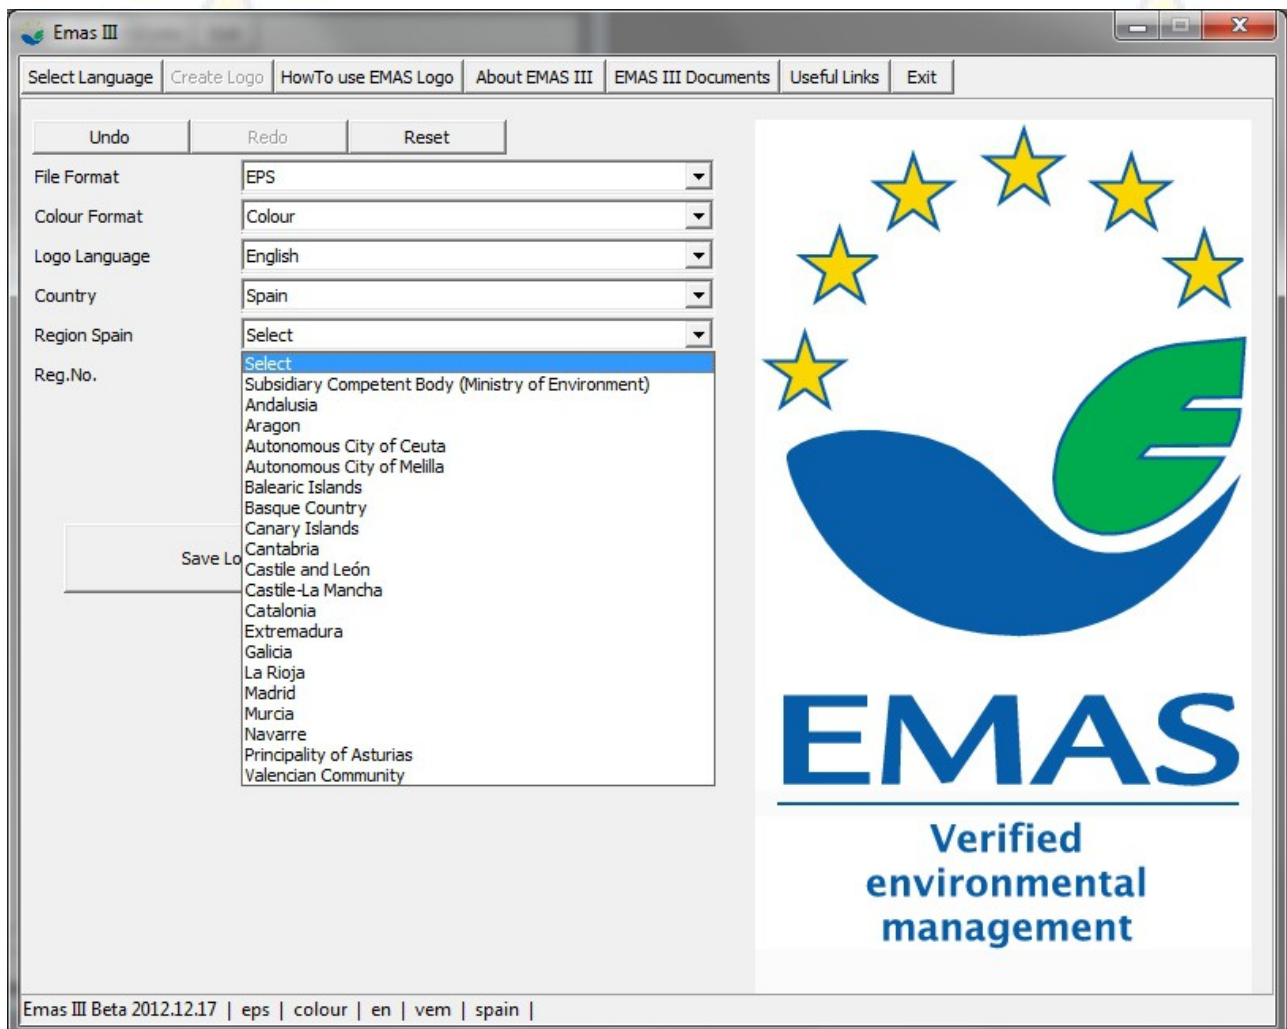 Emas III
Select Language Create Logo HowTo use EMAS Logo About EMAS III EMAS III Documents Useful Links Exit
Undo Redo Reset
File Format EPS
Colour Format Colour
Logo Language English
Country Spain
Region Spain Select
Reg.No.
Select
Subsidiary Competent Body (Ministry of Environment)
Andalusia
Aragon
Autonomous City of Ceuta
Autonomous City of Melilla
Balearic Islands
Basque Country
Canary Islands
Cantabria
Save Lo
Castile and León
Castile-La Mancha
Catalonia
Extremadura
Galicia
La Rioja
Madrid
Murcia
Navarre
Principality of Asturias
Valencian Community
EMAS
Verified
environmental
management
Emas III Beta 2012.12.17 | eps | colour | en | vem | spain |